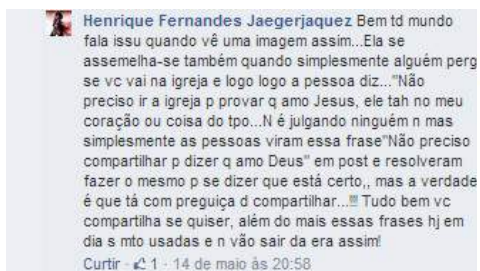 Henrique Fernandes Jaegerjaquez Bem td mundo
fala issu quando vê uma imagem assim...Ela se
assemelha-se também quando simplesmente alguém perg
se vc vai na igreja e logo logo a pessoa diz..."Não
preciso ir a igreja p provar q amo Jesus, ele tah no meu
coração ou coisa do tpo...N é julgando ninguém n mas
simplesmente as pessoas viram essa frase"Não preciso
compartilhar p dizer q amo Deus" em post e resolveram
fazer o mesmo p se dizer que está certo,, mas a verdade
é que tá com preguiça d compartilhar...!!! Tudo bem vc
compartilha se quiser, além do mais essas frases hj em
dia s mto usadas e n vão sair da era assim!
Curtir · 1 · 14 de maio às 20:58